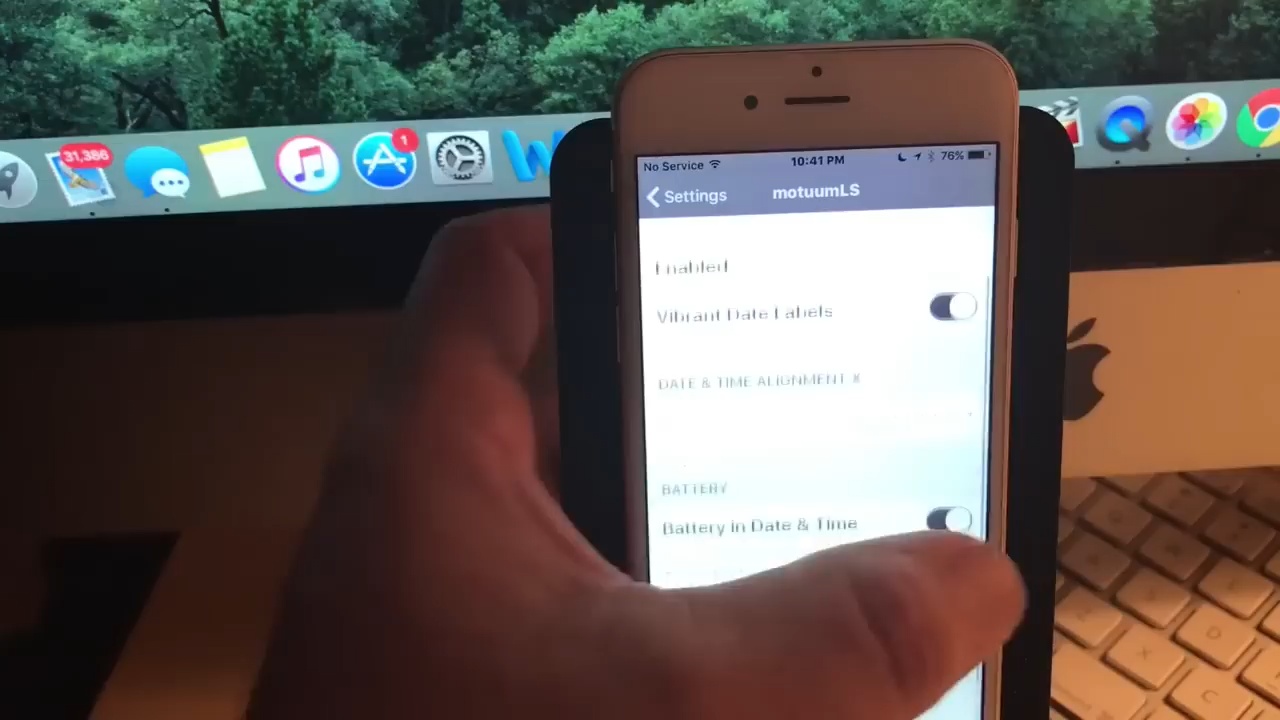 31,386
1
No Service
10:41 PM
76%
Settings
motuumLS
Enabled
Vibrant Date Labels
DATE & TIME ALIGNMENT X
BATTERY
Battery in Date & Time
D
X
C